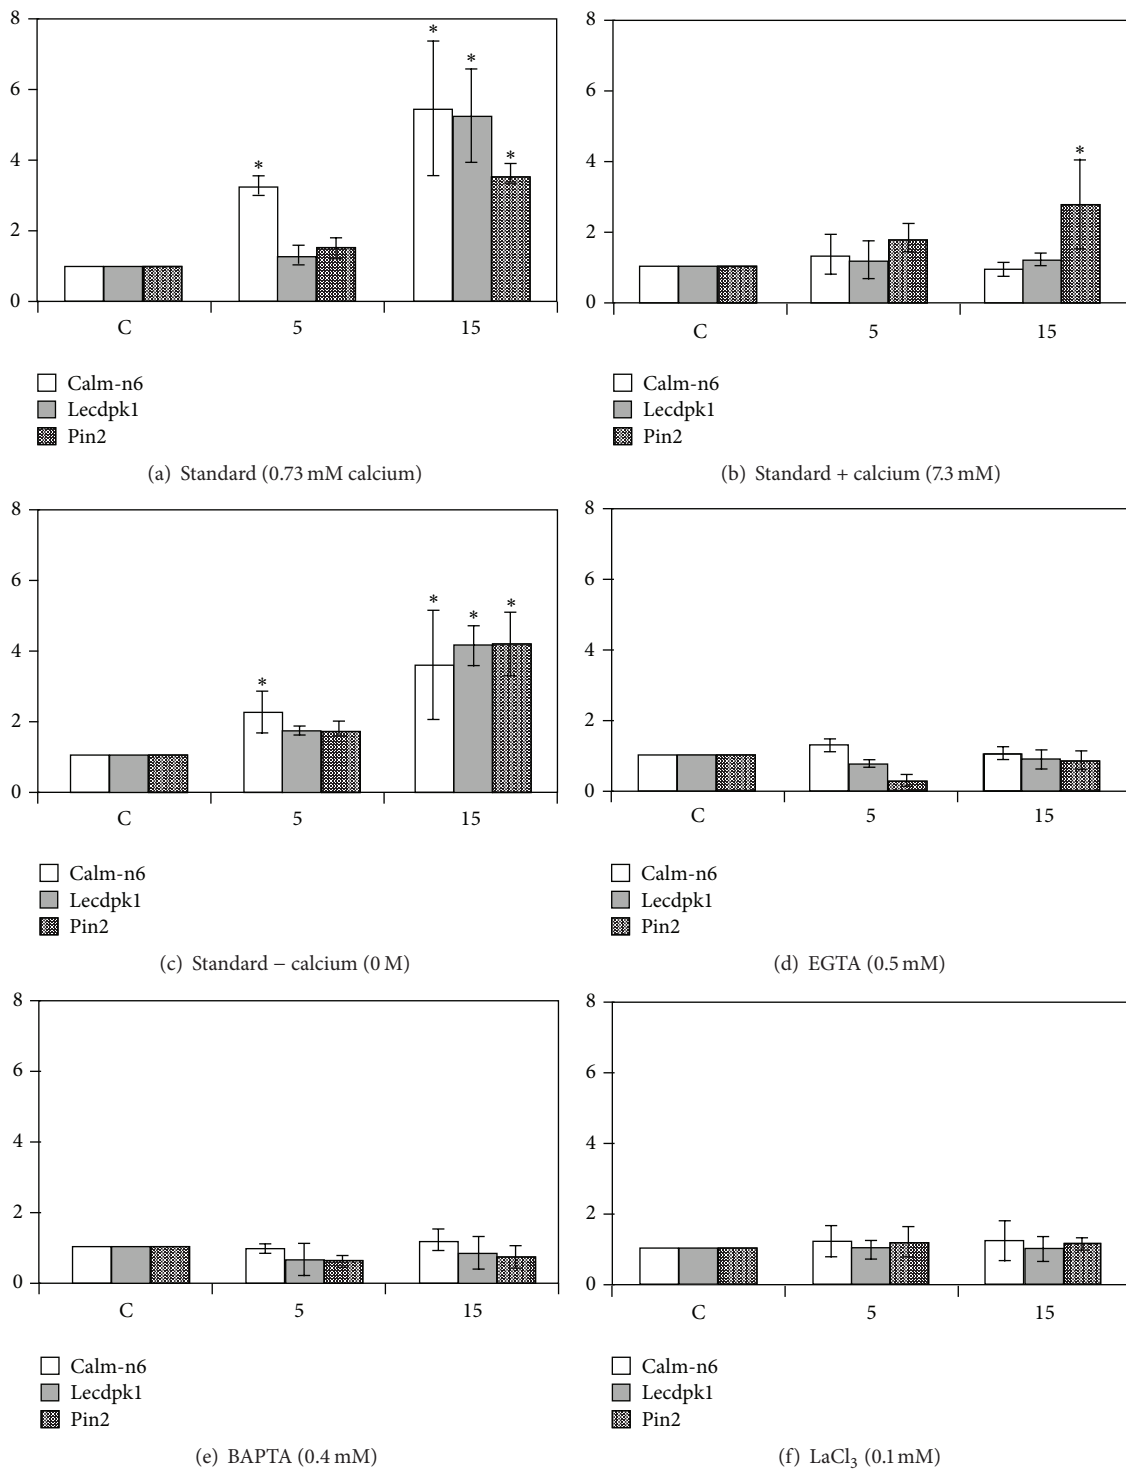 8
6
4
2
0
*
*
*
*
C
5
15
Calm-n6
Lecdpk1
Pin2
(a) Standard (0.73 mM calcium)
8
6
4
2
0
*
C
5
15
Calm-n6
Lecdpk1
Pin2
(b) Standard + calcium (7.3 mM)
8
6
4
2
0
*
*
*
*
C
5
15
Calm-n6
Lecdpk1
Pin2
(c) Standard − calcium (0 M)
8
6
4
2
0
C
5
15
Calm-n6
Lecdpk1
Pin2
(d) EGTA (0.5 mM)
8
6
4
2
0
C
5
15
Calm-n6
Lecdpk1
Pin2
(e) BAPTA (0.4 mM)
8
6
4
2
0
C
5
15
Calm-n6
Lecdpk1
Pin2
(f) LaCl₃ (0.1 mM)